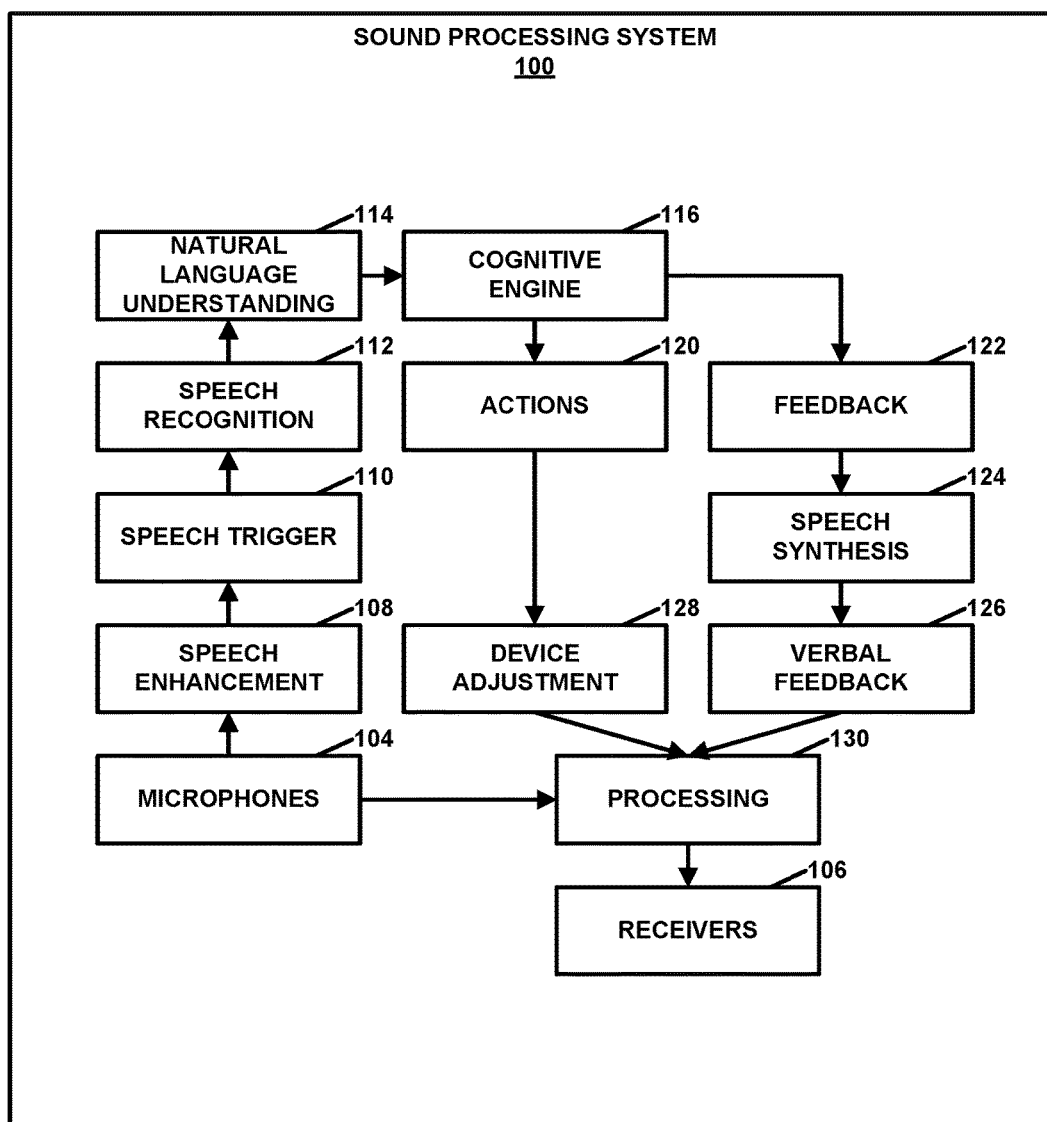 SOUND PROCESSING SYSTEM
100
114
NATURAL
LANGUAGE
UNDERSTANDING
116
COGNITIVE
ENGINE
112
SPEECH
RECOGNITION
120
ACTIONS
122
FEEDBACK
110
SPEECH TRIGGER
124
SPEECH
SYNTHESIS
108
SPEECH
ENHANCEMENT
128
DEVICE
ADJUSTMENT
126
VERBAL
FEEDBACK
104
MICROPHONES
130
PROCESSING
106
RECEIVERS